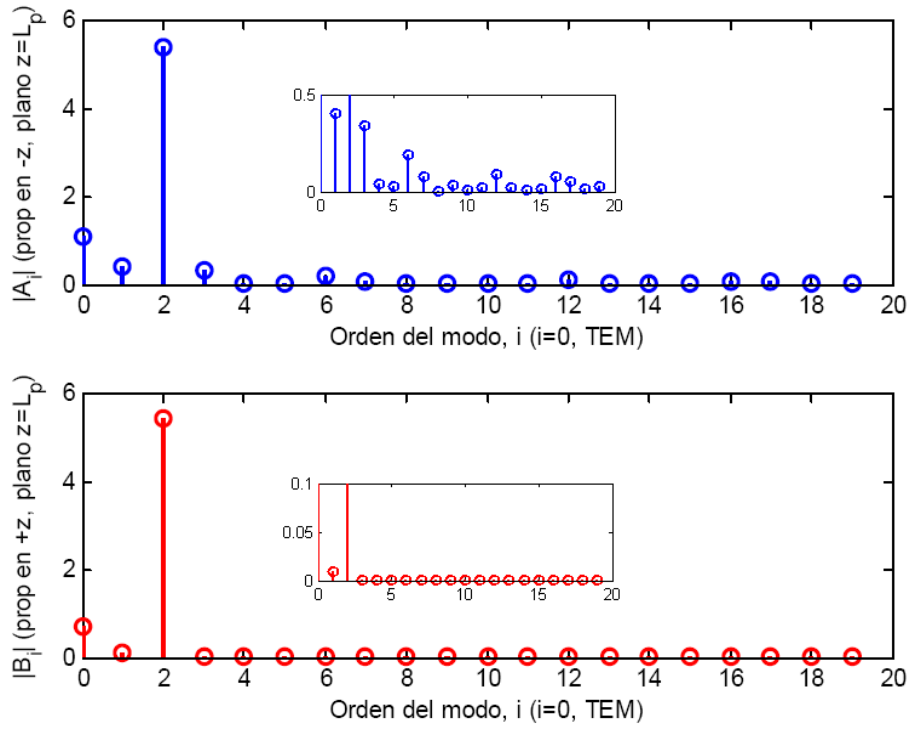 6
4
2
0
|A_i| (prop en -z, plano z=L_p)
0.5
0
0 5 10 15 20
0 2 4 6 8 10 12 14 16 18 20
Orden del modo, i (i=0, TEM)
6
4
2
0
|B_i| (prop en +z, plano z=L_p)
0.1
0.05
0
0 5 10 15 20
0 2 4 6 8 10 12 14 16 18 20
Orden del modo, i (i=0, TEM)